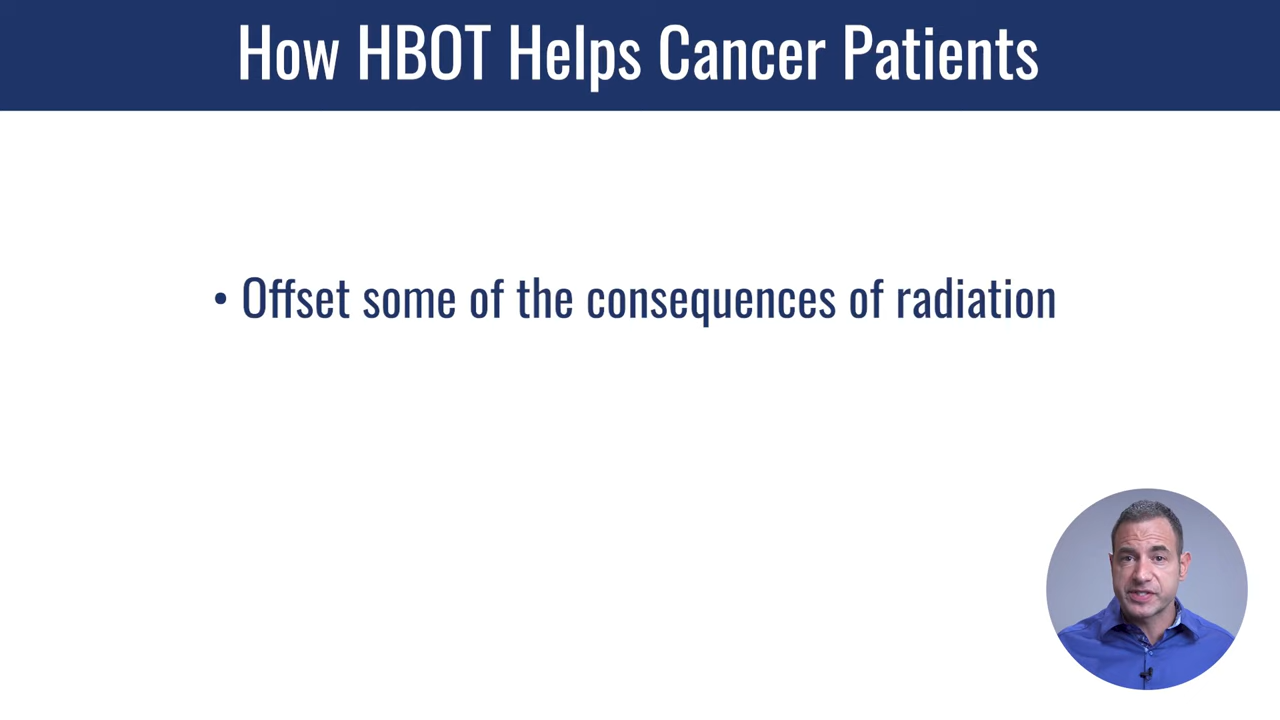 How HBOT Helps Cancer Patients
• Offset some of the consequences of radiation